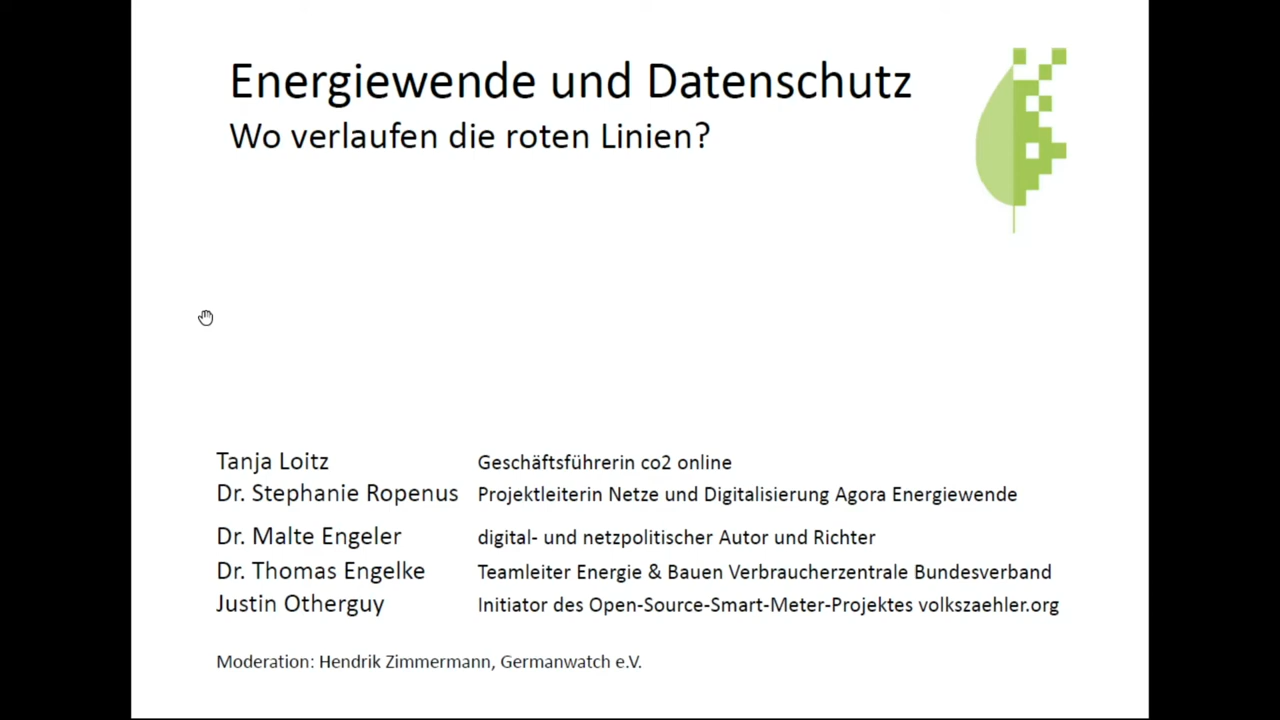 Energiewende und Datenschutz
Wo verlaufen die roten Linien?
Tanja Loitz Geschäftsführerin co2 online
Dr. Stephanie Ropenus Projektleiterin Netze und Digitalisierung Agora Energiewende
Dr. Malte Engeler digital- und netzpolitischer Autor und Richter
Dr. Thomas Engelke Teamleiter Energie & Bauen Verbraucherzentrale Bundesverband
Justin Otherguy Initiator des Open-Source-Smart-Meter-Projektes volkszaehler.org
Moderation: Hendrik Zimmermann, Germanwatch e.V.